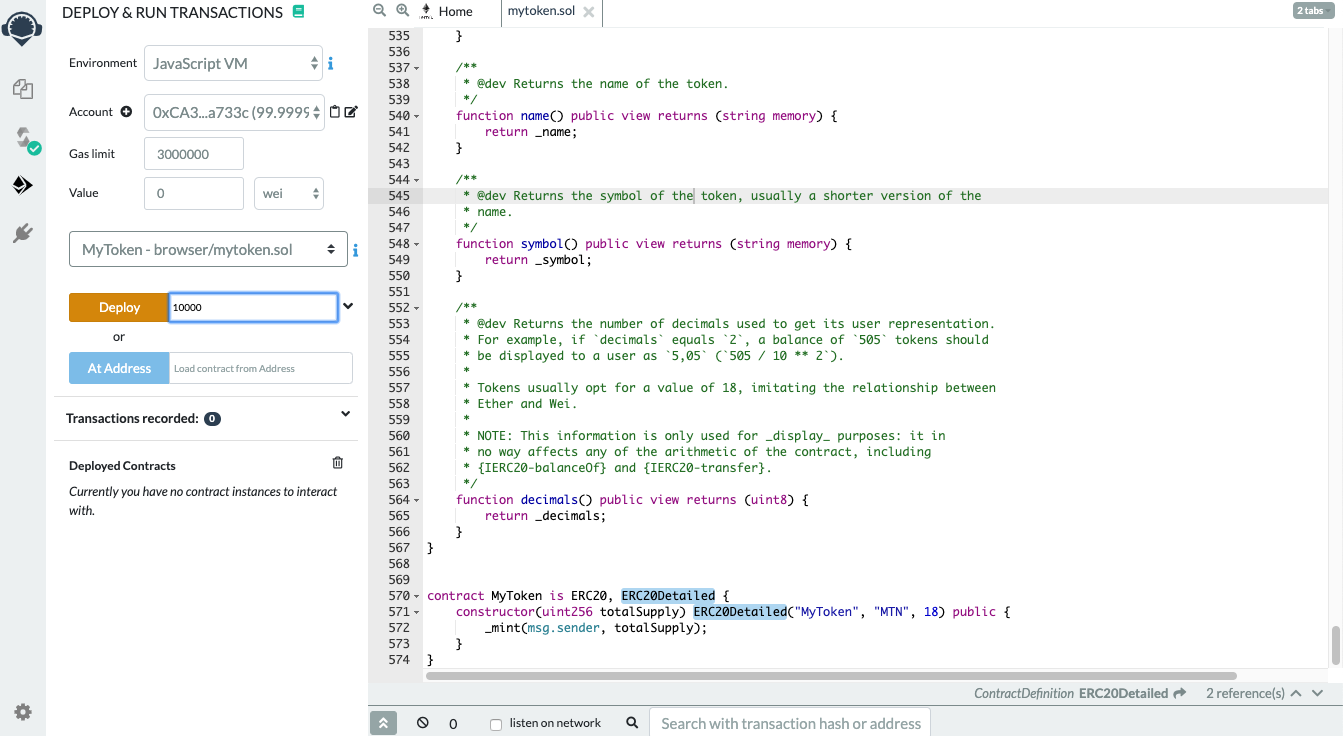 DEPLOY & RUN TRANSACTIONS
Environment JavaScript VM
Account 0xCA3...a733c (99.9999
Gas limit 3000000
Value 0 wei
MyToken - browser/mytoken.sol
Deploy 10000
or
At Address Load contract from Address
Transactions recorded: 0
Deployed Contracts
Currently you have no contract instances to interact
with.
Home mytoken.sol 2 tabs
535     }
536
537     /**
538      * @dev Returns the name of the token.
539      */
540     function name() public view returns (string memory) {
541         return _name;
542     }
543
544     /**
545      * @dev Returns the symbol of the token, usually a shorter version of the
546      * name.
547      */
548     function symbol() public view returns (string memory) {
549         return _symbol;
550     }
551
552     /**
553      * @dev Returns the number of decimals used to get its user representation.
554      * For example, if `decimals` equals `2`, a balance of `505` tokens should
555      * be displayed to a user as `5,05` (`505 / 10 ** 2`).
556      *
557      * Tokens usually opt for a value of 18, imitating the relationship between
558      * Ether and Wei.
559      *
560      * NOTE: This information is only used for _display_ purposes: it in
561      * no way affects any of the arithmetic of the contract, including
562      * {IERC20-balanceOf} and {IERC20-transfer}.
563      */
564     function decimals() public view returns (uint8) {
565         return _decimals;
566     }
567 }
568
569
570 contract MyToken is ERC20, ERC20Detailed {
571     constructor(uint256 totalSupply) ERC20Detailed("MyToken", "MTN", 18) public {
572         _mint(msg.sender, totalSupply);
573     }
574 }
ContractDefinition ERC20Detailed 2 reference(s)
0 listen on network Search with transaction hash or address